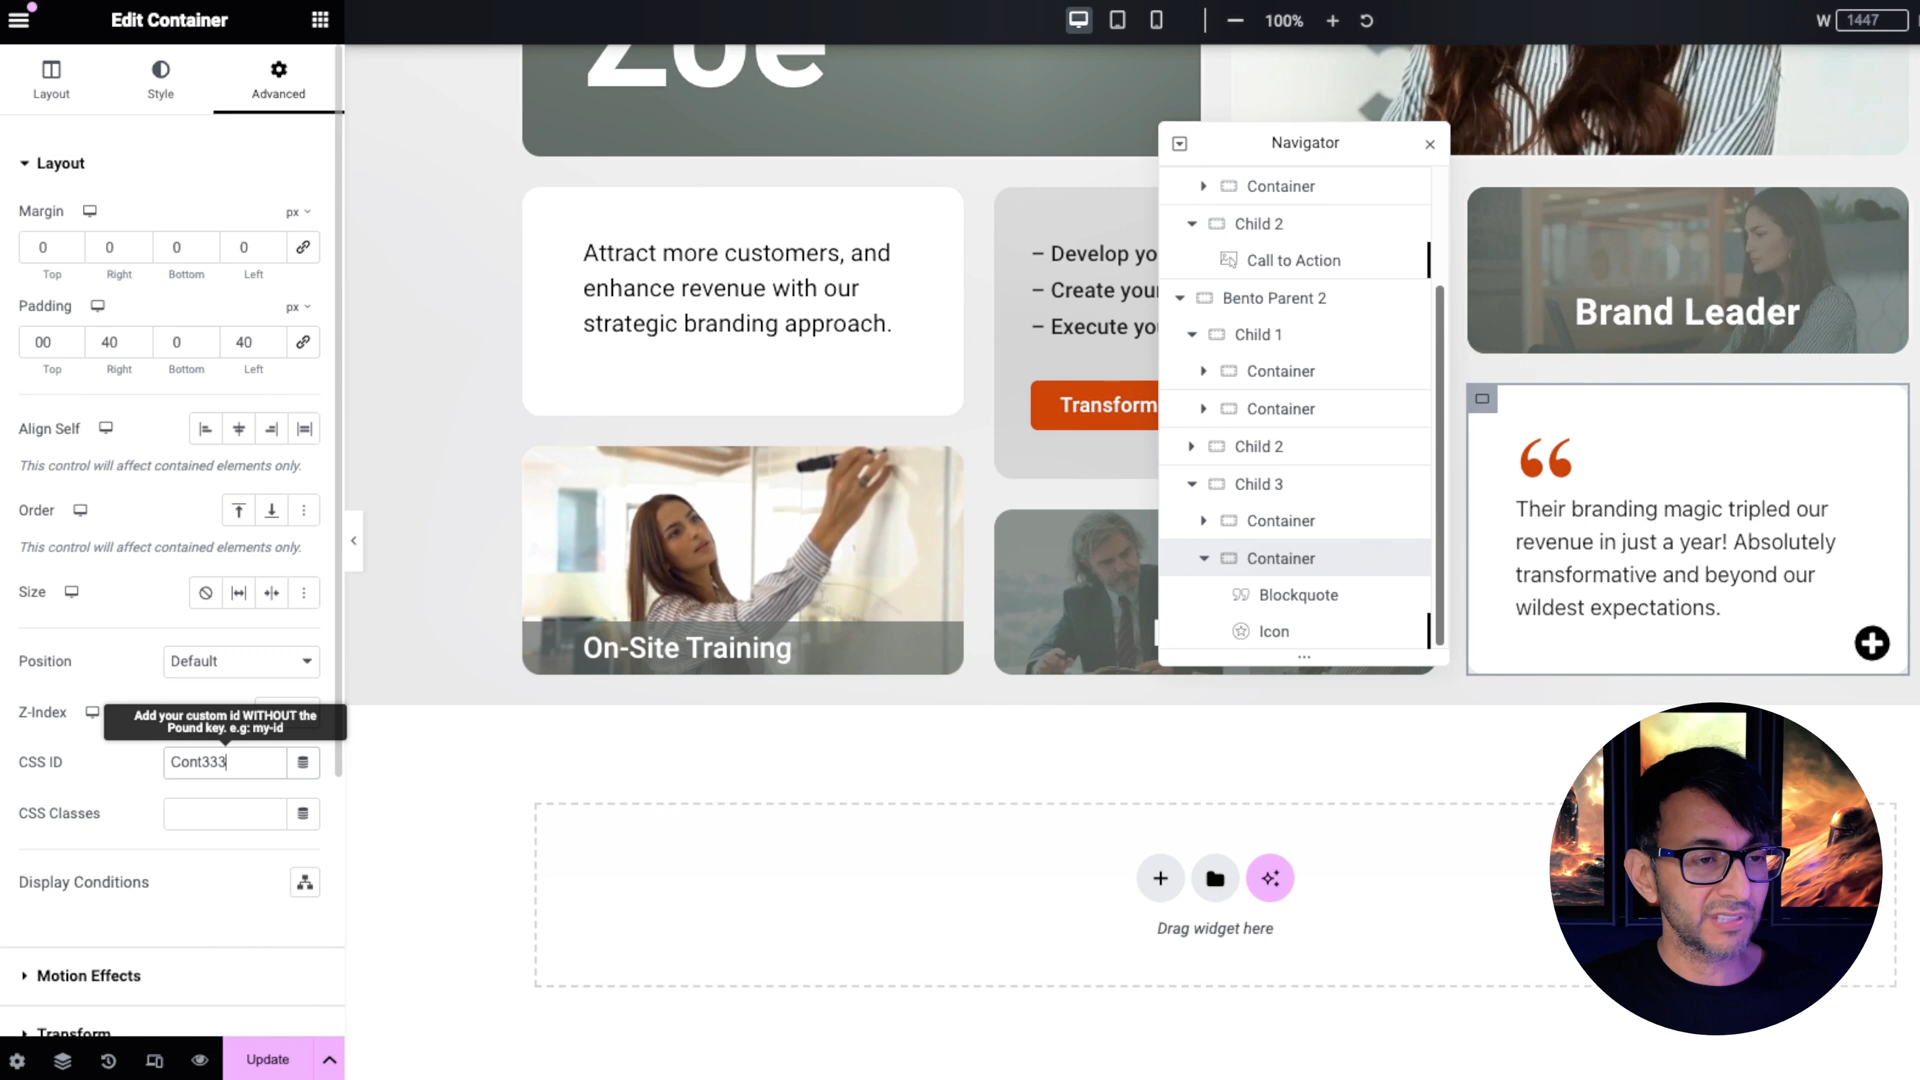 Edit Container
100%
W 1447
Layout
Style
Advanced
Layout
Margin
px
0
0
0
0
Top
Right
Bottom
Left
Padding
px
00
40
0
40
Top
Right
Bottom
Left
Align Self
This control will affect contained elements only.
Order
This control will affect contained elements only.
Size
Position
Default
Z-Index
Add your custom id WITHOUT the
Pound key. e.g: my-id
CSS ID
Cont333
CSS Classes
Display Conditions
Motion Effects
Transform
Update
Zoe
Attract more customers, and
enhance revenue with our
strategic branding approach.
On-Site Training
– Develop yo
– Create your
– Execute yo
Transform
Navigator
Container
Child 2
Call to Action
Bento Parent 2
Child 1
Container
Container
Child 2
Child 3
Container
Container
Blockquote
Icon
Brand Leader
“
Their branding magic tripled our
revenue in just a year! Absolutely
transformative and beyond our
wildest expectations.
Drag widget here